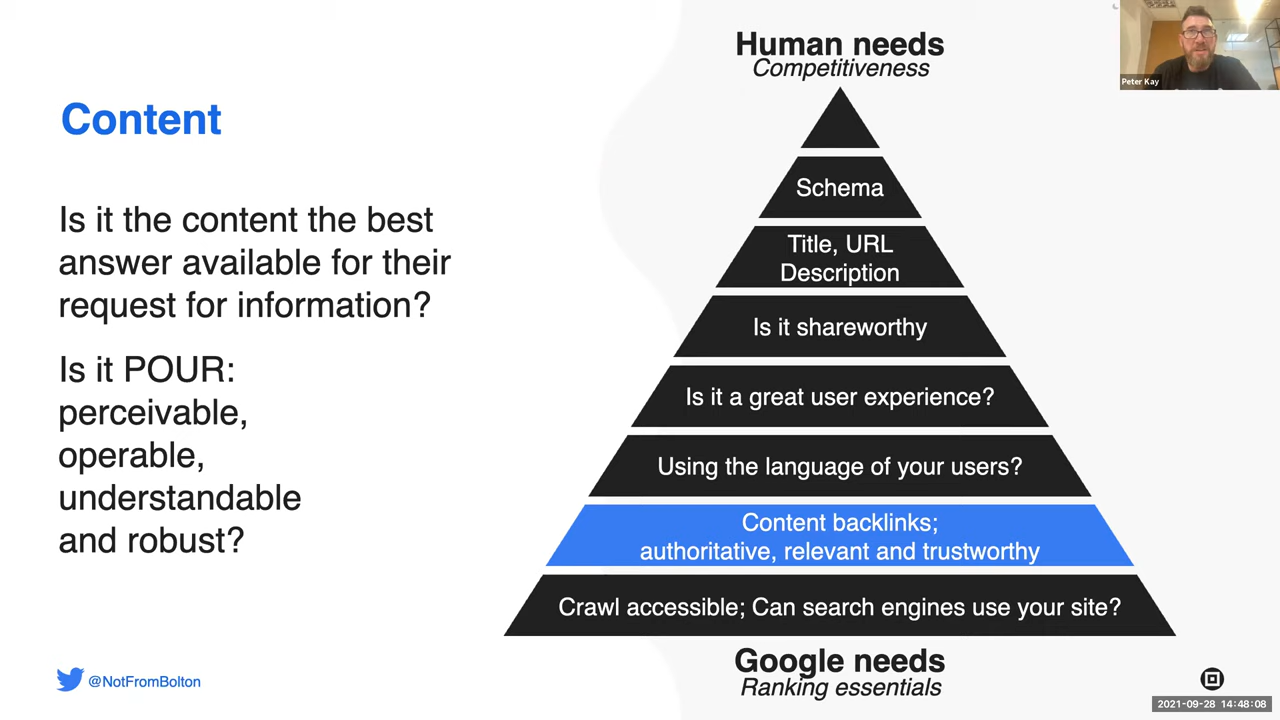 Human needs
Competitiveness
Peter Kay
Content
Is it the content the best
answer available for their
request for information?
Is it POUR:
perceivable,
operable,
understandable
and robust?
Schema
Title, URL
Description
Is it shareworthy
Is it a great user experience?
Using the language of your users?
Content backlinks;
authoritative, relevant and trustworthy
Crawl accessible; Can search engines use your site?
Google needs
Ranking essentials
@NotFromBolton
2021-09-28 14:48:08